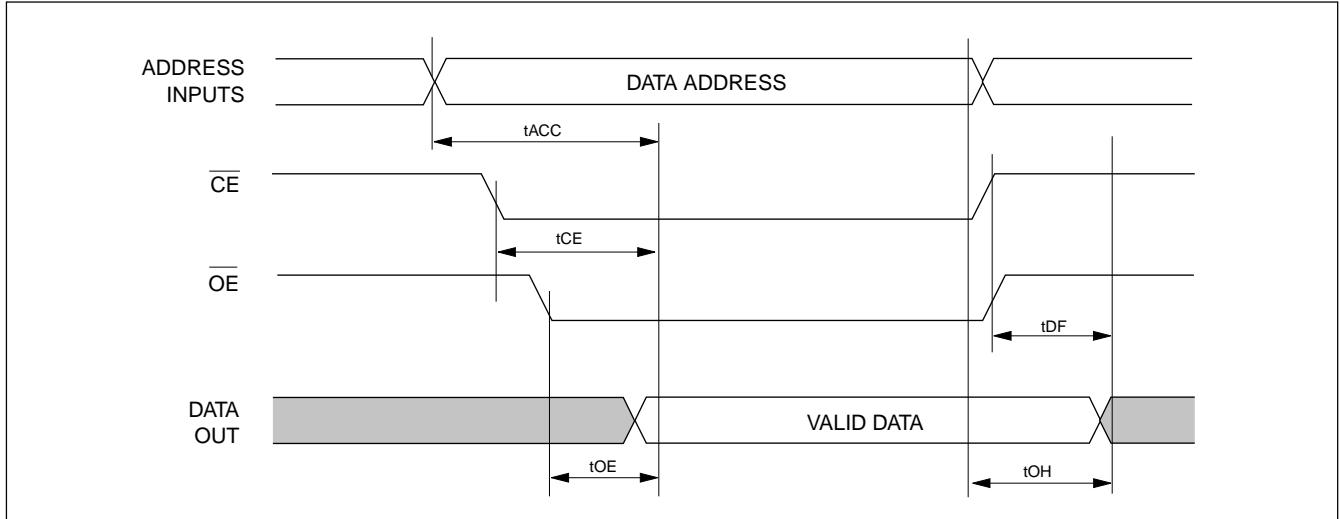 ADDRESS
INPUTS
DATA ADDRESS
tACC
CE
tCE
OE
tDF
DATA
OUT
VALID DATA
tOE
tOH